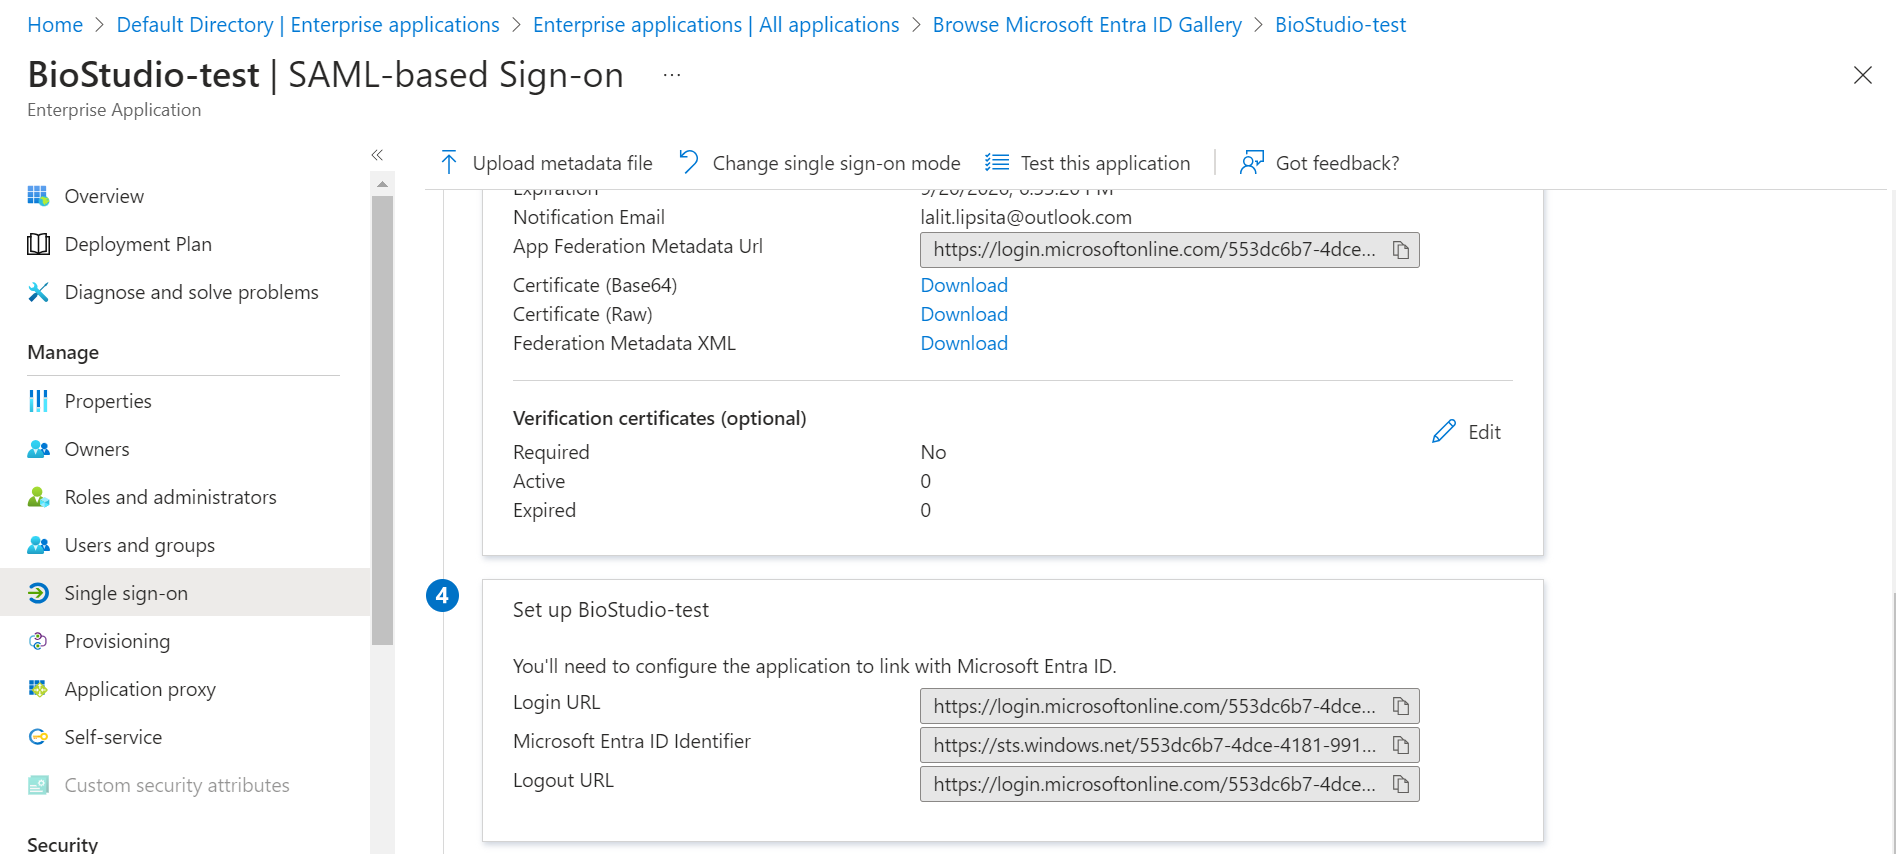 Home > Default Directory | Enterprise applications > Enterprise applications | All applications > Browse Microsoft Entra ID Gallery > BioStudio-test
BioStudio-test | SAML-based Sign-on ...
Enterprise Application
«
Upload metadata file Change single sign-on mode Test this application | Got feedback?
Overview
Deployment Plan
Diagnose and solve problems
Manage
Properties
Owners
Roles and administrators
Users and groups
Single sign-on
Provisioning
Application proxy
Self-service
Custom security attributes
Security
Expiration
Notification Email lalit.lipsita@outlook.com
App Federation Metadata Url https://login.microsoftonline.com/553dc6b7-4dce...
Certificate (Base64) Download
Certificate (Raw) Download
Federation Metadata XML Download
Verification certificates (optional)
Edit
Required No
Active 0
Expired 0
4
Set up BioStudio-test
You'll need to configure the application to link with Microsoft Entra ID.
Login URL https://login.microsoftonline.com/553dc6b7-4dce...
Microsoft Entra ID Identifier https://sts.windows.net/553dc6b7-4dce-4181-991...
Logout URL https://login.microsoftonline.com/553dc6b7-4dce...